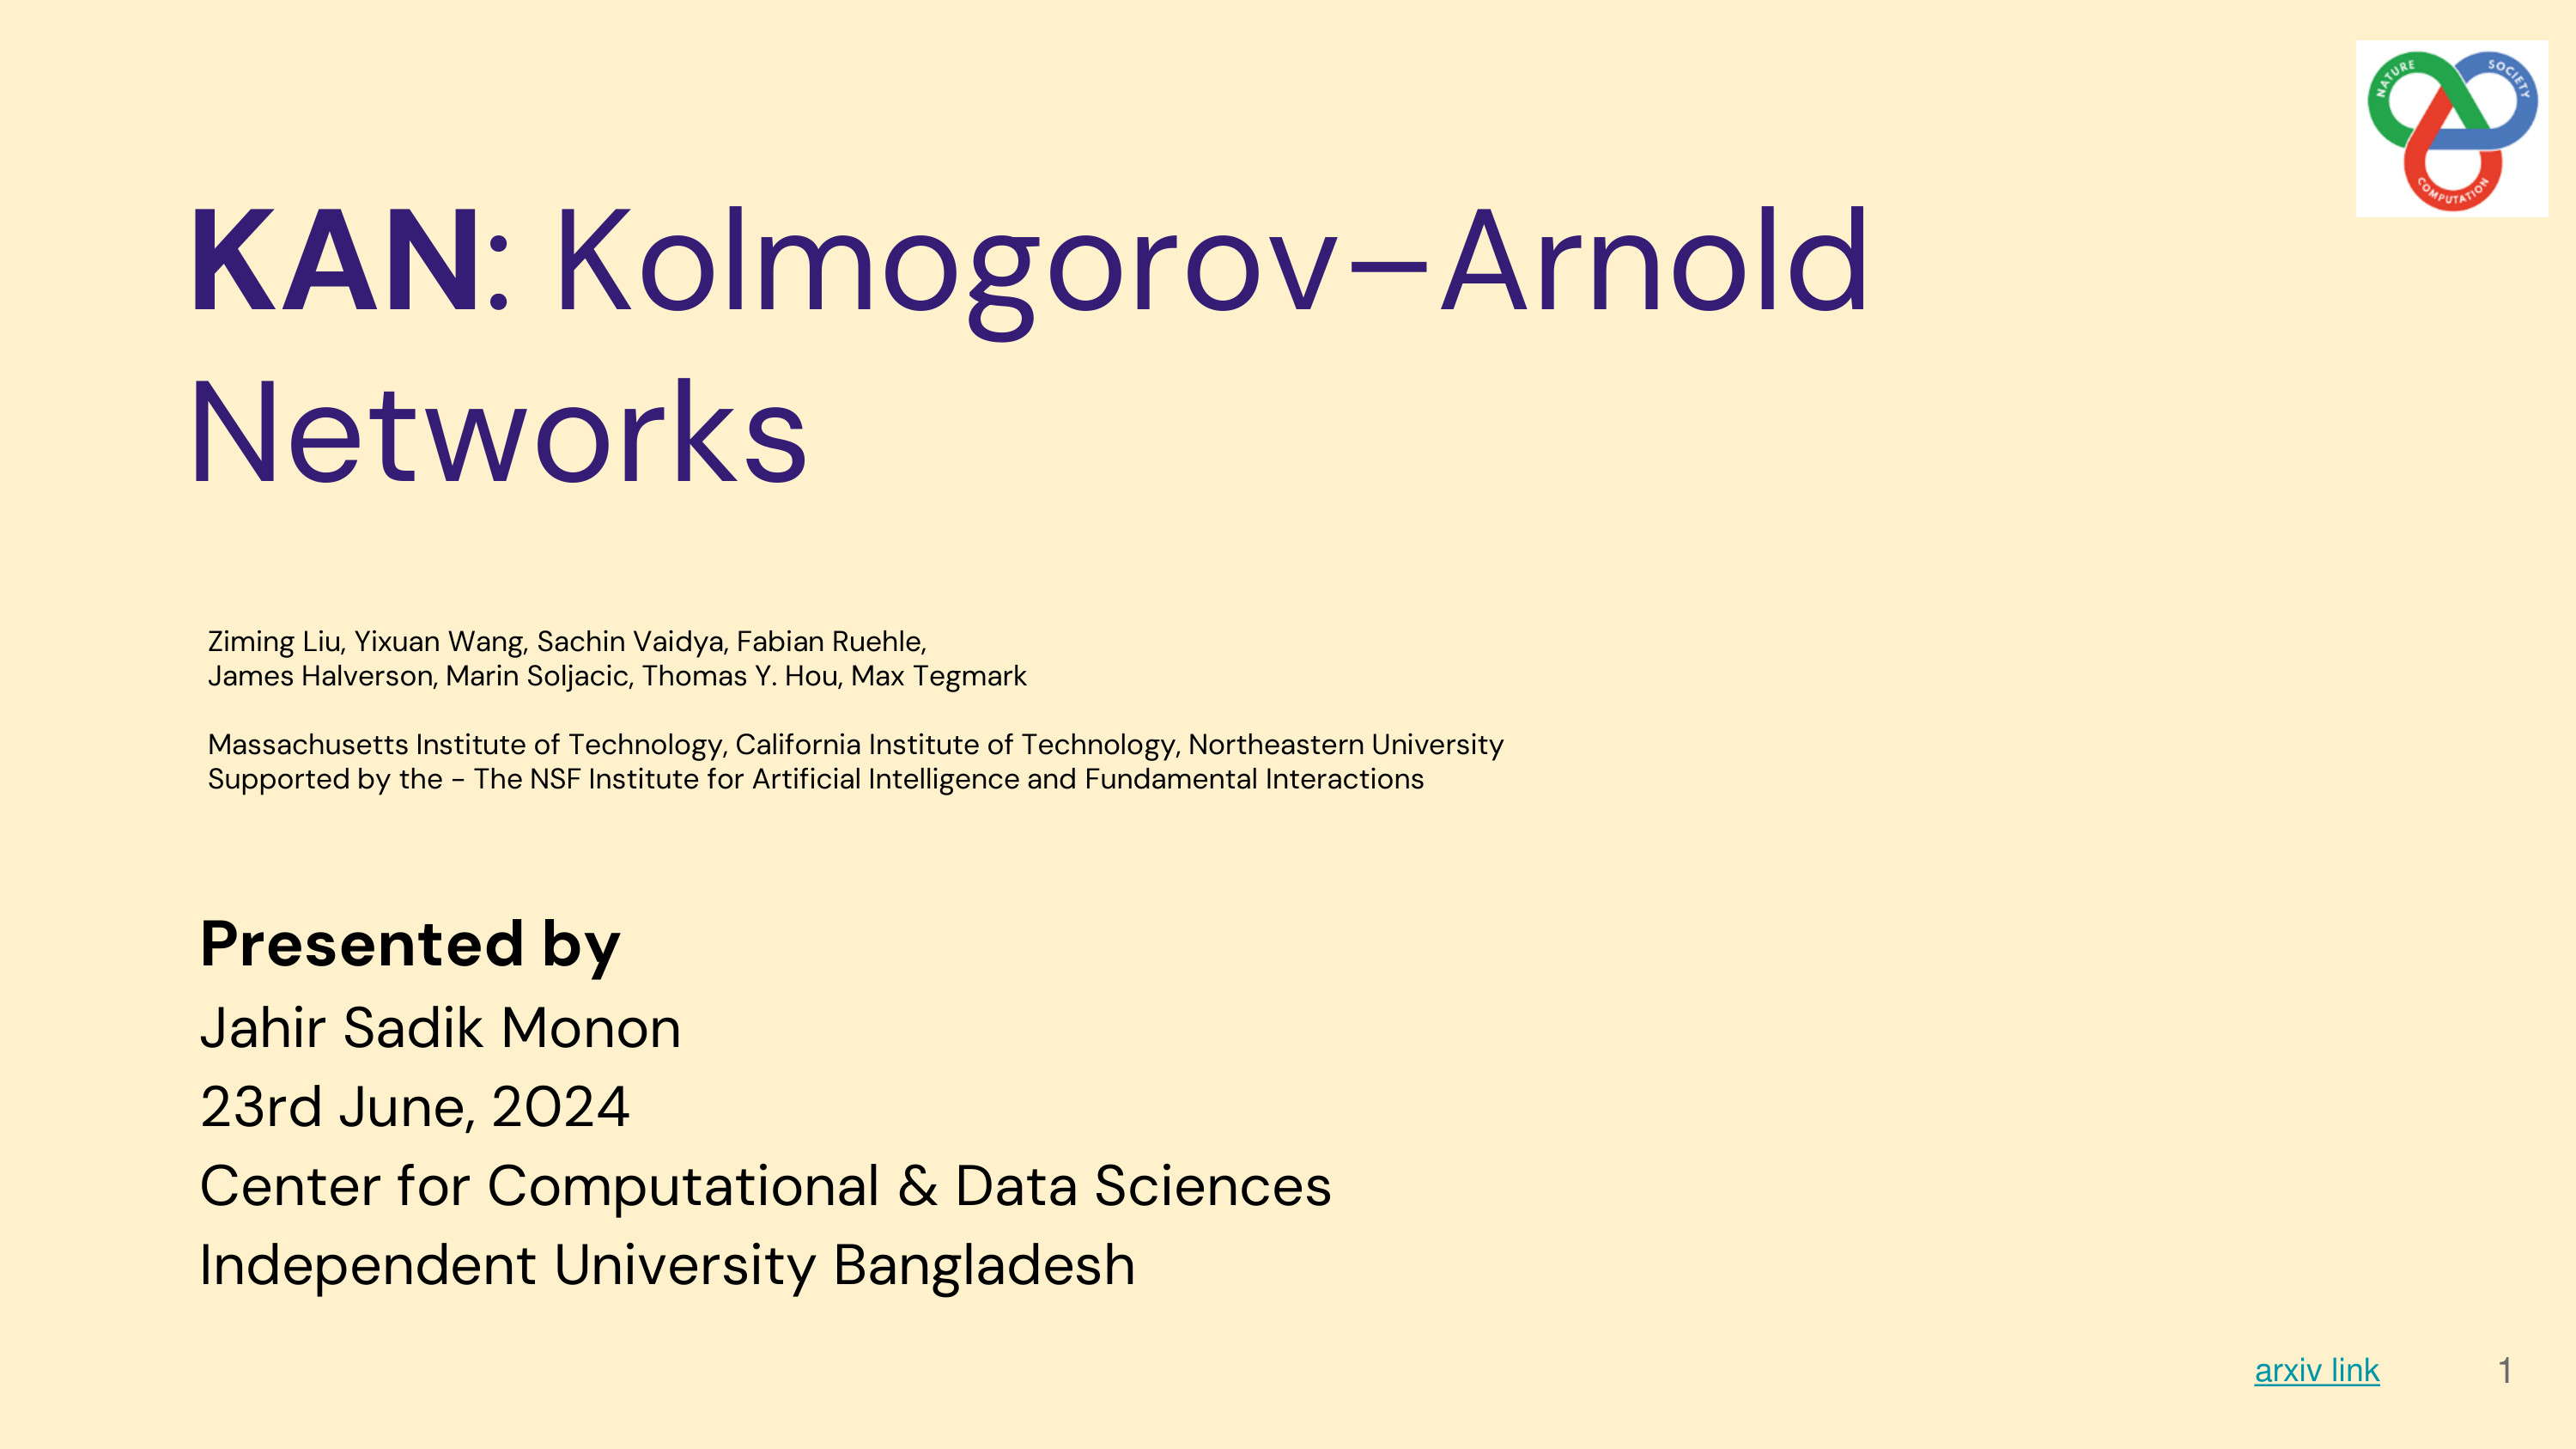 NATURE
SOCIETY
COMPUTATION
KAN: Kolmogorov–Arnold
Networks
Ziming Liu, Yixuan Wang, Sachin Vaidya, Fabian Ruehle,
James Halverson, Marin Soljacic, Thomas Y. Hou, Max Tegmark
Massachusetts Institute of Technology, California Institute of Technology, Northeastern University
Supported by the - The NSF Institute for Artificial Intelligence and Fundamental Interactions
Presented by
Jahir Sadik Monon
23rd June, 2024
Center for Computational & Data Sciences
Independent University Bangladesh
arxiv link
1